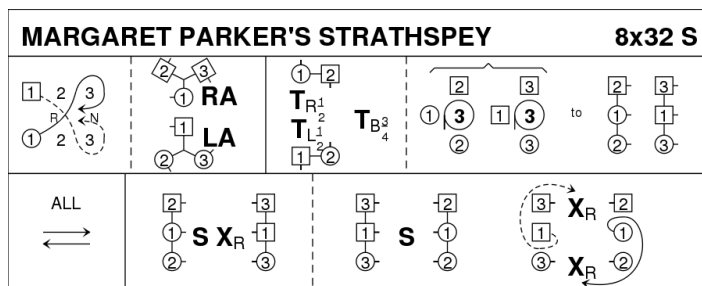 MARGARET PARKER'S STRATHSPEY 8x32 S
1 2 3
R N
1 2 3
2 3
1 RA
1 LA
2 3
1 2
T R 1/2
T L 1/2
T B 3/4
1 2
2 3
1 3 1 3 to
2 3
2 3
1 1
2 3
ALL
2 3
1 S X R 1
2 3
3 2
1 S 1
3 2
3 X R 2
1 1
3 X R 2